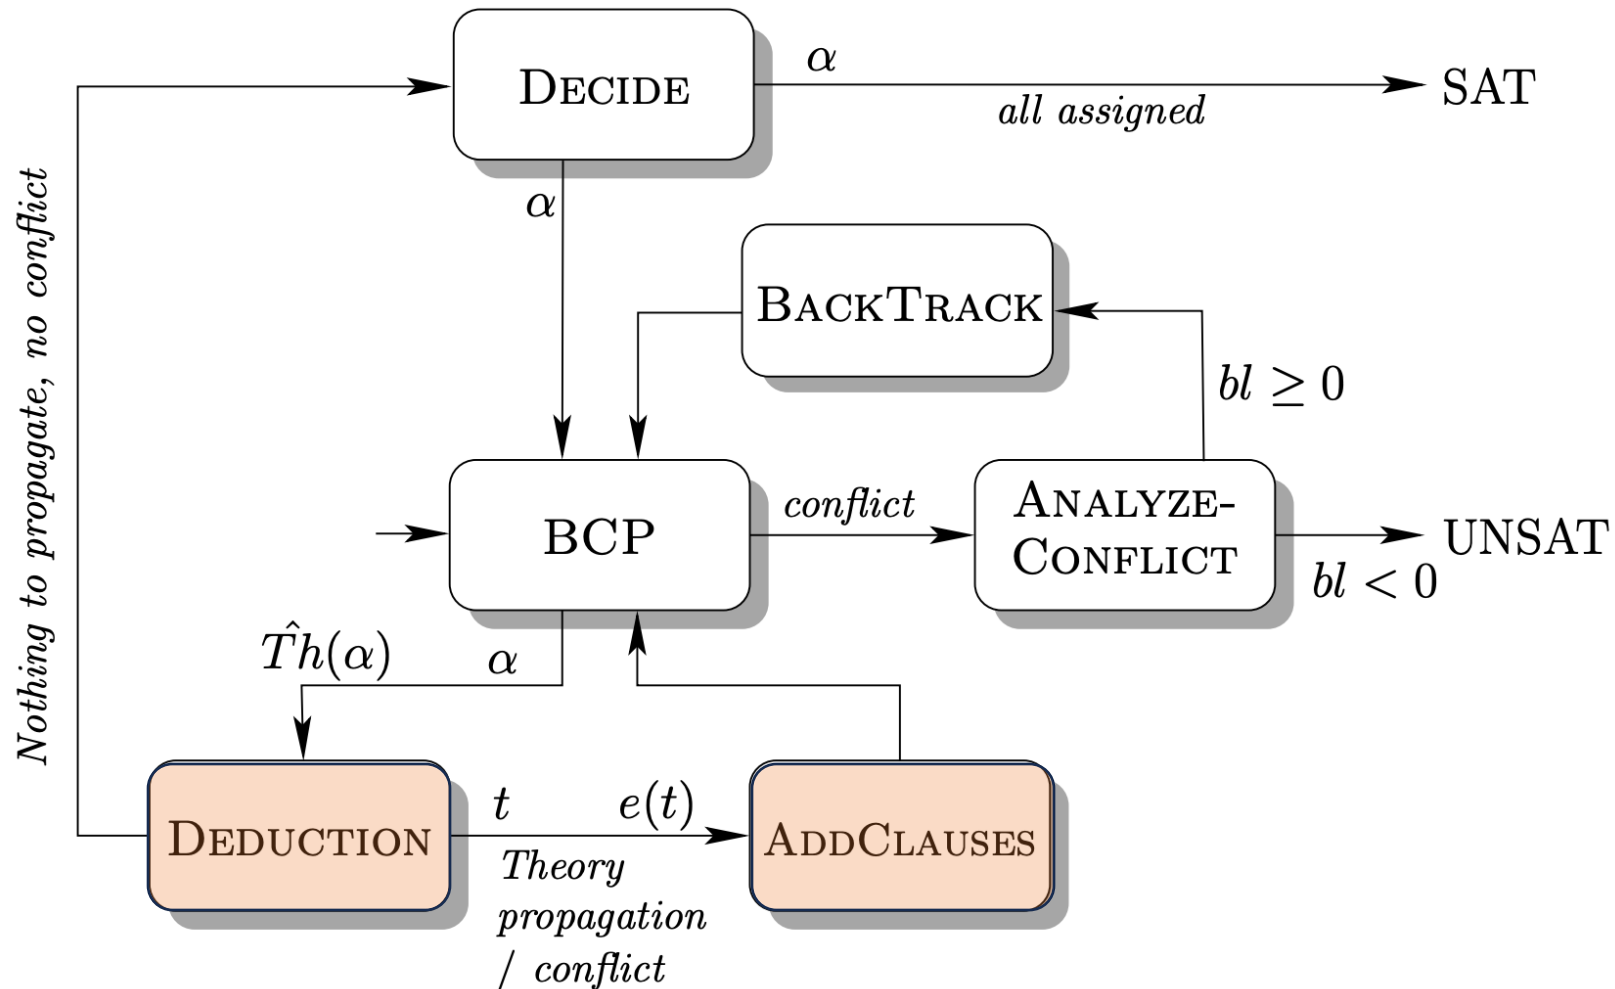 DECIDE
α
all assigned
SAT
Nothing to propagate, no conflict
α
BACKTRACK
bl ≥ 0
BCP
conflict
ANALYZE-
CONFLICT
UNSAT
bl < 0
T̂h(α)
α
DEDUCTION
t
e(t)
Theory
propagation
/ conflict
ADDCLAUSES